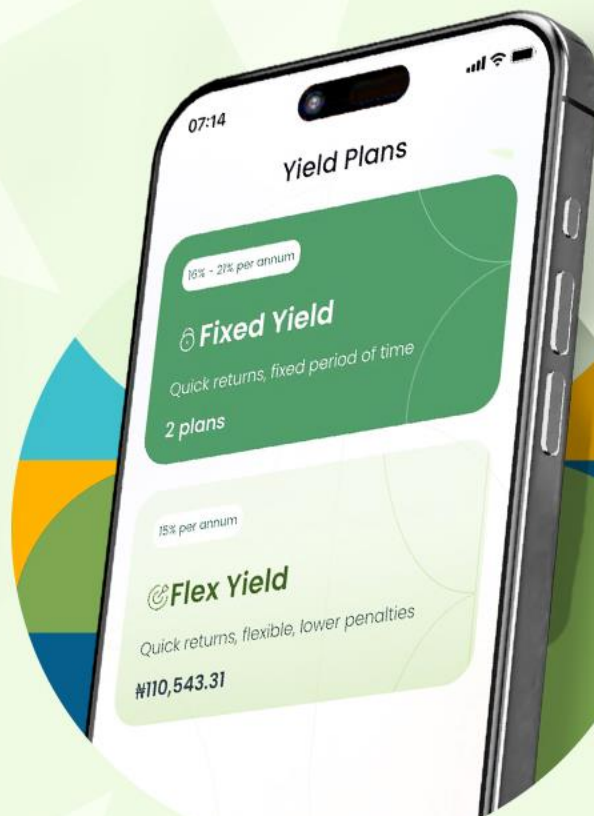 07:14
Yield Plans
16% - 21% per annum
Fixed Yield
Quick returns, fixed period of time
2 plans
15% per annum
Flex Yield
Quick returns, flexible, lower penalties
₦110,543.31